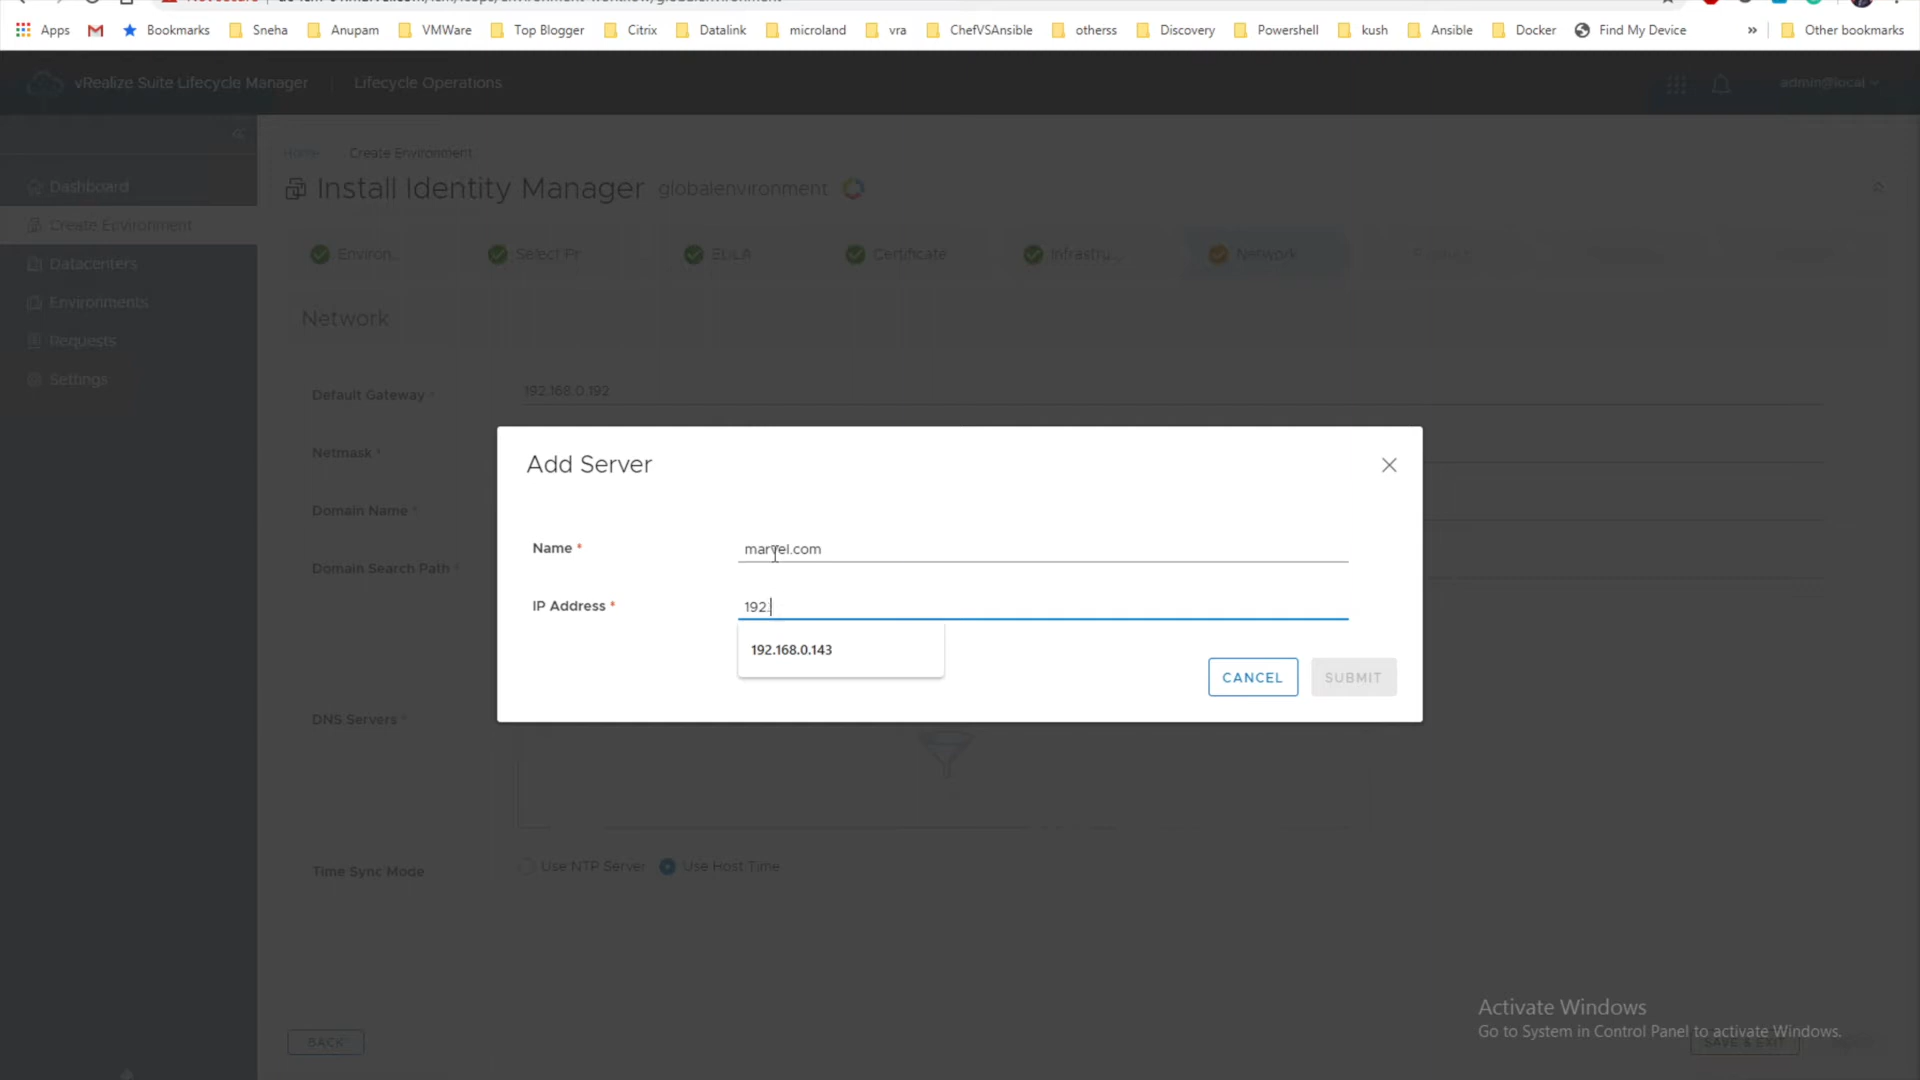 Apps Bookmarks Sneha Anupam VMWare Top Blogger Citrix Datalink microland vra ChefVSAnsible otherss Discovery Powershell kush Ansible Docker Find My Device » Other bookmarks
vRealize Suite Lifecycle Manager Lifecycle Operations admin@local
Home Create Environment
Install Identity Manager globalenvironment
Dashboard
Create Environment
Datacenters
Environments
Requests
Settings
Environ... Select Pr EULA Certificate Infrastru... Network
Network
Default Gateway * 192.168.0.192
Netmask *
Domain Name *
Domain Search Path *
DNS Servers *
Add Server
Name * marvel.com
IP Address * 192.
192.168.0.143
CANCEL SUBMIT
Time Sync Mode Use NTP Server Use Host Time
Activate Windows
Go to System in Control Panel to activate Windows.
BACK SAVE & EXIT